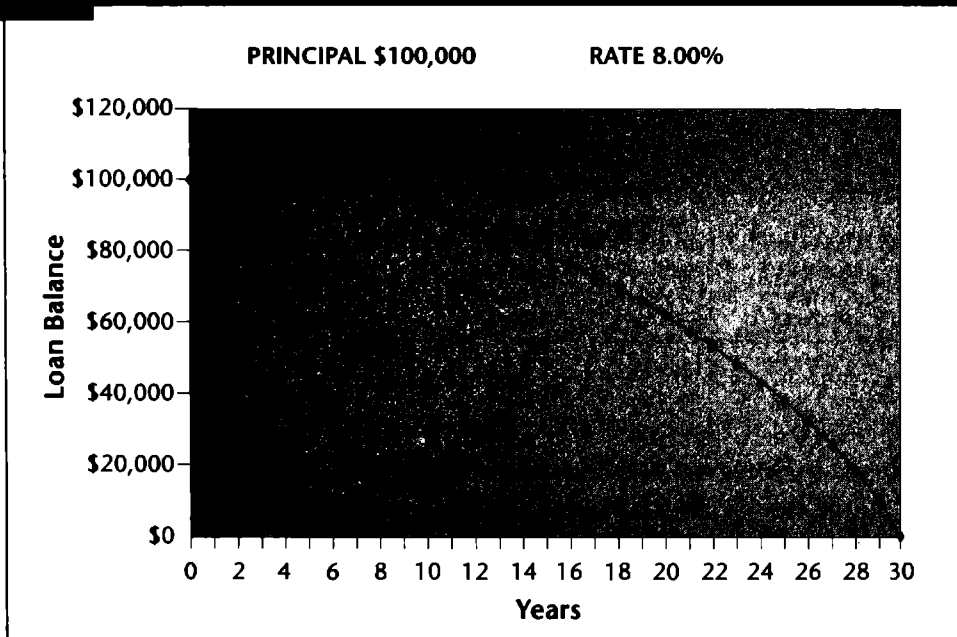 PRINCIPAL $100,000 RATE 8.00%
$120,000
$100,000
$80,000
$60,000
$40,000
$20,000
$0
Loan Balance
0 2 4 6 8 10 12 14 16 18 20 22 24 26 28 30
Years